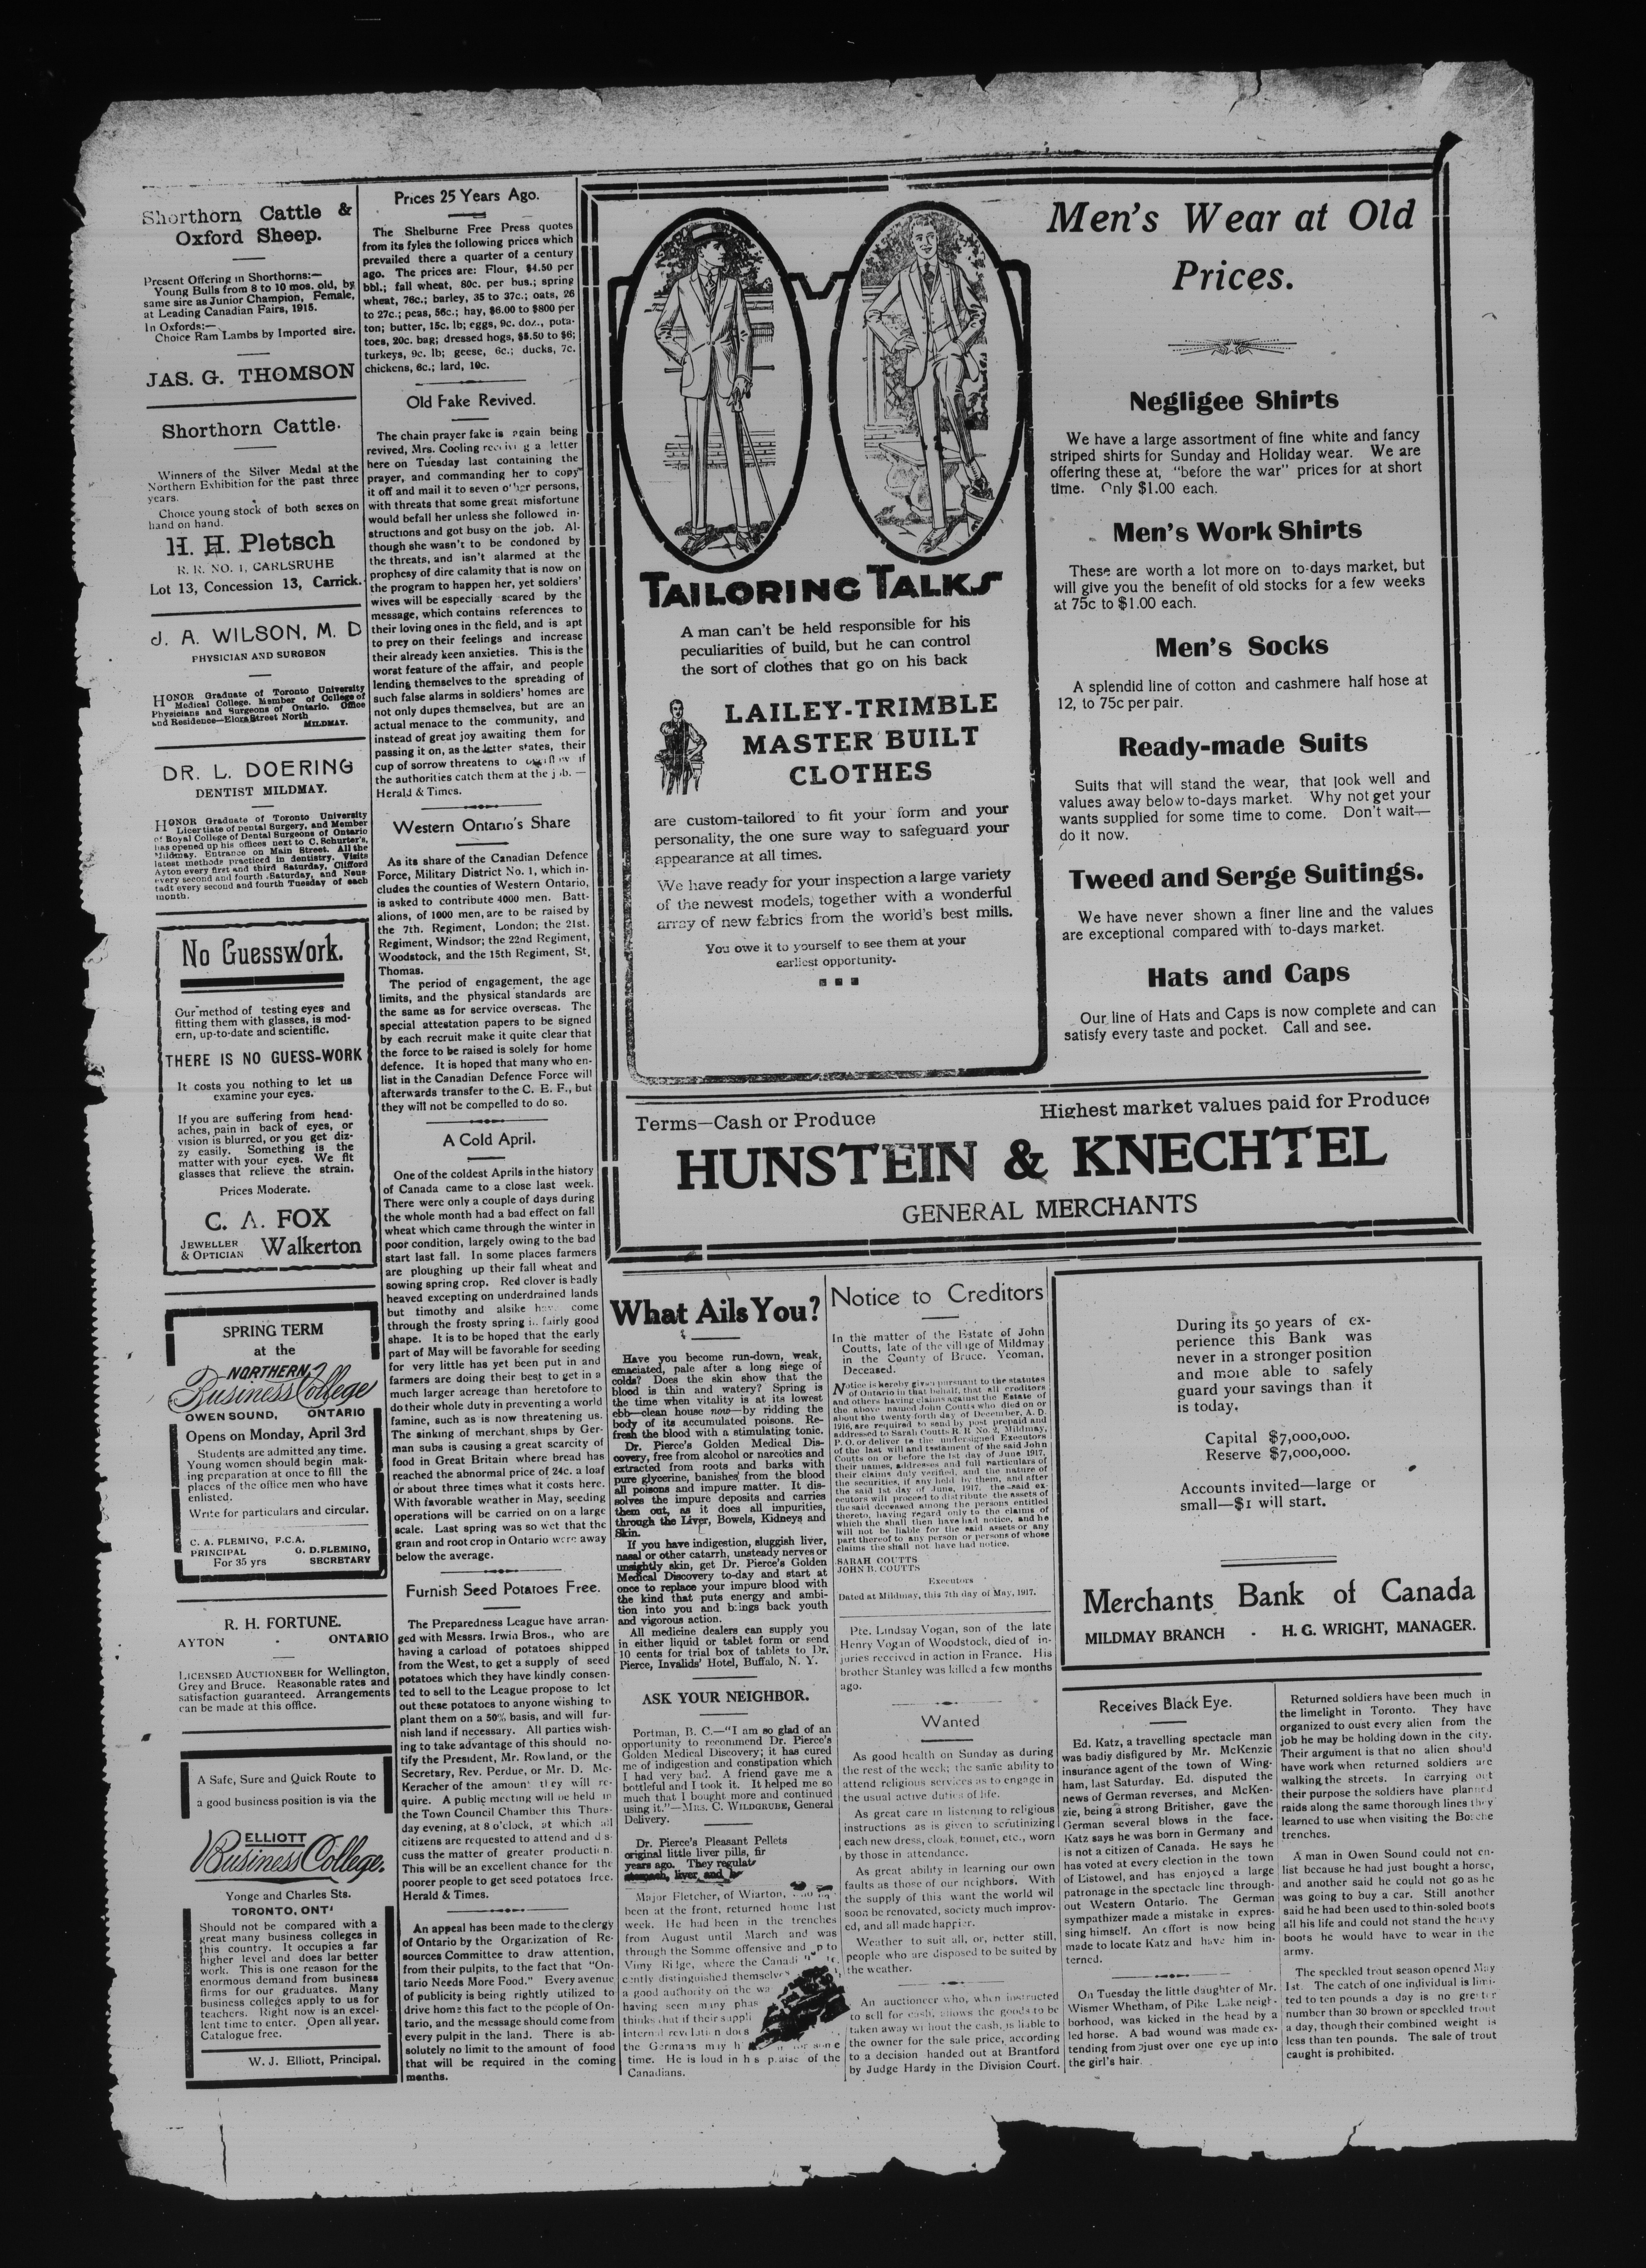 Shorthorn Cattle &
Oxford Sheep.
Present Offering in Shorthorns:—
Young Bulls from 8 to 10 mos. old, by
same sire as Junior Champion, Female,
at Leading Canadian Fairs, 1915.
In Oxfords:—
Choice Ram Lambs by Imported sire.
JAS. G. THOMSON
Shorthorn Cattle.
Winners of the Silver Medal at the
Northern Exhibition for the past three
years.
Choice young stock of both sexes on
hand on hand.
H. H. Pletsch
R. R. NO. 1, CARLSRUHE
Lot 13, Concession 13, Carrick.
J. A. WILSON, M. D
PHYSICIAN AND SURGEON
HONOR Graduate of Toronto University
Medical College. Member of College of
Physicians and Surgeons of Ontario. Office
and Residence—Elora Street North
MILDMAY.
DR. L. DOERING
DENTIST MILDMAY.
HONOR Graduate of Toronto University
Licentiate of Dental Surgery, and Member
of Royal College of Dental Surgeons of Ontario
has opened up his offices next to C. Schurter's,
Mildmay. Entrance on Main Street. All the
latest methods practiced in dentistry. Visits
Ayton every first and third Saturday, Clifford
every second and fourth Saturday, and Neus-
tadt every second and fourth Tuesday of each
month.
No Guesswork.
Our method of testing eyes and
fitting them with glasses, is mod-
ern, up-to-date and scientific.
THERE IS NO GUESS-WORK
It costs you nothing to let us
examine your eyes.
If you are suffering from head-
aches, pain in back of eyes, or
vision is blurred, or you get diz-
zy easily. Something is the
matter with your eyes. We fit
glasses that relieve the strain.
Prices Moderate.
C. A. FOX
JEWELLER
& OPTICIAN Walkerton
SPRING TERM
at the
NORTHERN
Business College
OWEN SOUND, ONTARIO
Opens on Monday, April 3rd
Students are admitted any time.
Young women should begin mak-
ing preparation at once to fill the
places of the office men who have
enlisted.
Write for particulars and circular.
C. A. FLEMING, F.C.A.
PRINCIPAL G. D. FLEMING,
For 35 yrs SECRETARY
R. H. FORTUNE.
AYTON - ONTARIO
LICENSED AUCTIONEER for Wellington,
Grey and Bruce. Reasonable rates and
satisfaction guaranteed. Arrangements
can be made at this office.
A Safe, Sure and Quick Route to
a good business position is via the
ELLIOTT
Business College.
Yonge and Charles Sts.
TORONTO, ONT
Should not be compared with a
great many business colleges in
this country. It occupies a far
higher level and does far better
work. This is one reason for the
enormous demand from business
firms for our graduates. Many
business colleges apply to us for
teachers. Right now is an excel-
lent time to enter. Open all year.
Catalogue free.
W. J. Elliott, Principal.
Prices 25 Years Ago.
The Shelburne Free Press quotes
from its fyles the following prices which
prevailed there a quarter of a century
ago. The prices are: Flour, $4.50 per
bbl.; fall wheat, 80c. per bus.; spring
wheat, 76c.; barley, 35 to 37c.; oats, 26
to 27c.; peas, 56c.; hay, $6.00 to $800 per
ton; butter, 15c. lb; eggs, 9c. doz., pota-
toes, 20c. bag; dressed hogs, $5.50 to $6;
turkeys, 9c. lb; geese, 6c.; ducks, 7c.
chickens, 6c.; lard, 10c.
Old Fake Revived.
The chain prayer fake is again being
revived, Mrs. Cooling receiving a letter
here on Tuesday last containing the
prayer, and commanding her to copy
it off and mail it to seven other persons,
with threats that some great misfortune
would befall her unless she followed in-
structions and got busy on the job. Al-
though she wasn't to be condoned by
the threats, and isn't alarmed at the
prophesy of dire calamity that is now on
the program to happen her, yet soldiers'
wives will be especially scared by the
message, which contains references to
their loving ones in the field, and is apt
to prey on their feelings and increase
their already keen anxieties. This is the
worst feature of the affair, and people
lending themselves to the spreading of
such false alarms in soldiers' homes are
not only dupes themselves, but are an
actual menace to the community, and
instead of great joy awaiting them for
passing it on, as the letter states, their
cup of sorrow threatens to overflow if
the authorities catch them at the job.—
Herald & Times.
Western Ontario's Share
As its share of the Canadian Defence
Force, Military District No. 1, which in-
cludes the counties of Western Ontario,
is asked to contribute 4000 men. Batt-
alions, of 1000 men, are to be raised by
the 7th. Regiment, London; the 21st.
Regiment, Windsor; the 22nd Regiment,
Woodstock, and the 15th Regiment, St.
Thomas.
The period of engagement, the age
limits, and the physical standards are
the same as for service overseas. The
special attestation papers to be signed
by each recruit make it quite clear that
the force to be raised is solely for home
defence. It is hoped that many who en-
list in the Canadian Defence Force will
afterwards transfer to the C. E. F., but
they will not be compelled to do so.
A Cold April.
One of the coldest Aprils in the history
of Canada came to a close last week.
There were only a couple of days during
the whole month had a bad effect on fall
wheat which came through the winter in
poor condition, largely owing to the bad
start last fall. In some places farmers
are ploughing up their fall wheat and
sowing spring crop. Red clover is badly
heaved excepting on underdrained lands
but timothy and alsike have come
through the frosty spring in fairly good
shape. It is to be hoped that the early
part of May will be favorable for seeding
for very little has yet been put in and
farmers are doing their best to get in a
much larger acreage than heretofore to
do their whole duty in preventing a world
famine, such as is now threatening us.
The sinking of merchant ships by Ger-
man subs is causing a great scarcity of
food in Great Britain where bread has
reached the abnormal price of 24c. a loaf
or about three times what it costs here.
With favorable weather in May, seeding
operations will be carried on on a large
scale. Last spring was so wet that the
grain and root crop in Ontario were away
below the average.
Furnish Seed Potatoes Free.
The Preparedness League have arran-
ged with Messrs. Irwin Bros., who are
having a carload of potatoes shipped
from the West, to get a supply of seed
potatoes which they have kindly consen-
ted to sell to the League propose to let
out these potatoes to anyone wishing to
plant them on a 50% basis, and will fur-
nish land if necessary. All parties wish-
ing to take advantage of this should no-
tify the President, Mr. Rowland, or the
Secretary, Rev. Perdue, or Mr. D. Mc-
Keracher of the amount they will re-
quire. A public meeting will be held in
the Town Council Chamber this Thurs-
day evening, at 8 o'clock, at which all
citizens are requested to attend and dis-
cuss the matter of greater production.
This will be an excellent chance for the
poorer people to get seed potatoes free.
Herald & Times.
An appeal has been made to the clergy
of Ontario by the Organization of Re-
sources Committee to draw attention,
from their pulpits, to the fact that "On-
tario Needs More Food." Every avenue
of publicity is being rightly utilized to
drive home this fact to the people of On-
tario, and the message should come from
every pulpit in the land. There is ab-
solutely no limit to the amount of food
that will be required in the coming
months.
TAILORING TALKS
A man can't be held responsible for his
peculiarities of build, but he can control
the sort of clothes that go on his back
LAILEY-TRIMBLE
MASTER BUILT
CLOTHES
are custom-tailored to fit your form and your
personality, the one sure way to safeguard your
appearance at all times.
We have ready for your inspection a large variety
of the newest models, together with a wonderful
array of new fabrics from the world's best mills.
You owe it to yourself to see them at your
earliest opportunity.
Men's Wear at Old
Prices.
Negligee Shirts
We have a large assortment of fine white and fancy
striped shirts for Sunday and Holiday wear. We are
offering these at, "before the war" prices for at short
time. Only $1.00 each.
Men's Work Shirts
These are worth a lot more on to-days market, but
will give you the benefit of old stocks for a few weeks
at 75c to $1.00 each.
Men's Socks
A splendid line of cotton and cashmere half hose at
12, to 75c per pair.
Ready-made Suits
Suits that will stand the wear, that look well and
values away below to-days market. Why not get your
wants supplied for some time to come. Don't wait—
do it now.
Tweed and Serge Suitings.
We have never shown a finer line and the values
are exceptional compared with to-days market.
Hats and Caps
Our line of Hats and Caps is now complete and can
satisfy every taste and pocket. Call and see.
Terms—Cash or Produce Highest market values paid for Produce
HUNSTEIN & KNECHTEL
GENERAL MERCHANTS
What Ails You?
Have you become run-down, weak,
emaciated, pale after a long siege of
colds? Does the skin show that the
blood is thin and watery? Spring is
the time when vitality is at its lowest
ebb—clean house now—by ridding the
body of its accumulated poisons. Re-
fresh the blood with a stimulating tonic.
Dr. Pierce's Golden Medical Dis-
covery, free from alcohol or narcotics and
extracted from roots and barks with
pure glycerine, banishes from the blood
all poisons and impure matter. It dis-
solves the impure deposits and carries
them out, as it does all impurities,
through the Liver, Bowels, Kidneys and
Skin.
If you have indigestion, sluggish liver,
nasal or other catarrh, unsteady nerves or
unsightly skin, get Dr. Pierce's Golden
Medical Discovery to-day and start at
once to replace your impure blood with
the kind that puts energy and ambi-
tion into you and brings back youth
and vigorous action.
All medicine dealers can supply you
in either liquid or tablet form or send
10 cents for trial box of tablets to Dr.
Pierce, Invalids' Hotel, Buffalo, N. Y.
ASK YOUR NEIGHBOR.
Portman, B. C.—"I am so glad of an
opportunity to recommend Dr. Pierce's
Golden Medical Discovery; it has cured
me of indigestion and constipation which
I had very bad. A friend gave me a
bottleful and I took it. It helped me so
much that I bought more and continued
using it."—MRS. C. WILDGRUBE, General
Delivery.
Dr. Pierce's Pleasant Pellets
original little liver pills, fir
years ago. They regulate
stomach, liver and
Major Fletcher, of Wiarton,
been at the front, returned home last
week. He had been in the trenches
from August until March and was
through the Somme offensive and up to
Vimy Ridge, where the
cently distinguished themselves
a good authority on the wa
having seen many phas
thinks that if their suppli
internal revolution does
the Germans may h for some
time. He is loud in his praise of the
Canadians.
Notice to Creditors
In the matter of the Estate of John
Coutts, late of the village of Mildmay
in the County of Bruce. Yeoman,
Deceased.
Notice is hereby given pursuant to the statutes
of Ontario in that behalf, that all creditors
and others having claims against the Estate of
the above named John Coutts who died on or
about the twenty forth day of December, A. D.
1916, are required to send by post prepaid and
addressed to Sarah Coutts R. R No. 2, Mildmay,
P. O. or deliver to the undersigned Executors
of the last will and testament of the said John
Coutts on or before the 1st day of June 1917,
their names, addresses and full particulars of
their claims duly verified, and the nature of
the securities, if any held by them, and after
the said 1st day of June, 1917. the said ex-
ecutors will proceed to distribute the assets of
the said deceased among the persons entitled
thereto, having regard only to the claims of
which the shall then have had notice, and he
will not be liable for the said assets or any
part thereof to any person or persons of whose
claims the shall not have had notice.
SARAH COUTTS
JOHN B. COUTTS
Executors
Dated at Mildmay, this 7th day of May, 1917.
Pte. Lindsay Vogan, son of the late
Henry Vogan of Woodstock, died of in-
juries received in action in France. His
brother Stanley was killed a few months
ago.
Wanted
As good health on Sunday as during
the rest of the week; the same ability to
attend religious services as to engage in
the usual active duties of life.
As great care in listening to religious
instructions as is given to scrutinizing
each new dress, cloak, bonnet, etc., worn
by those in attendance.
As great ability in learning our own
faults as those of our neighbors. With
the supply of this want the world wil
soon be renovated, society much improv-
ed, and all made happier.
Weather to suit all, or, better still,
people who are disposed to be suited by
the weather.
An auctioneer who, when instructed
to sell for cash, allows the goods to be
taken away without the cash, is liable to
the owner for the sale price, according
to a decision handed out at Brantford
by Judge Hardy in the Division Court.
During its 50 years of ex-
perience this Bank was
never in a stronger position
and more able to safely
guard your savings than it
is today.
Capital $7,000,000.
Reserve $7,000,000.
Accounts invited—large or
small—$1 will start.
Merchants Bank of Canada
MILDMAY BRANCH - H. G. WRIGHT, MANAGER.
Receives Black Eye.
Ed. Katz, a travelling spectacle man
was badly disfigured by Mr. McKenzie
insurance agent of the town of Wing-
ham, last Saturday. Ed. disputed the
news of German reverses, and McKen-
zie, being a strong Britisher, gave the
German several blows in the face.
Katz says he was born in Germany and
is not a citizen of Canada. He says he
has voted at every election in the town
of Listowel, and has enjoyed a large
patronage in the spectacle line through-
out Western Ontario. The German
sympathizer made a mistake in expres-
sing himself. An effort is now being
made to locate Katz and have him in-
terned.
On Tuesday the little daughter of Mr.
Wismer Whetham, of Pike Lake neigh-
borhood, was kicked in the head by a
led horse. A bad wound was made ex-
tending from just over one eye up into
the girl's hair.
Returned soldiers have been much in
the limelight in Toronto. They have
organized to oust every alien from the
job he may be holding down in the city.
Their argument is that no alien should
have work when returned soldiers are
walking the streets. In carrying out
their purpose the soldiers have planned
raids along the same thorough lines they
learned to use when visiting the Bosche
trenches.
A man in Owen Sound could not en-
list because he had just bought a horse,
and another said he could not go as he
was going to buy a car. Still another
said he had been used to thin-soled boots
all his life and could not stand the heavy
boots he would have to wear in the
army.
The speckled trout season opened May
1st. The catch of one individual is limi-
ted to ten pounds a day is no greater
number than 30 brown or speckled trout
a day, though their combined weight is
less than ten pounds. The sale of trout
caught is prohibited.